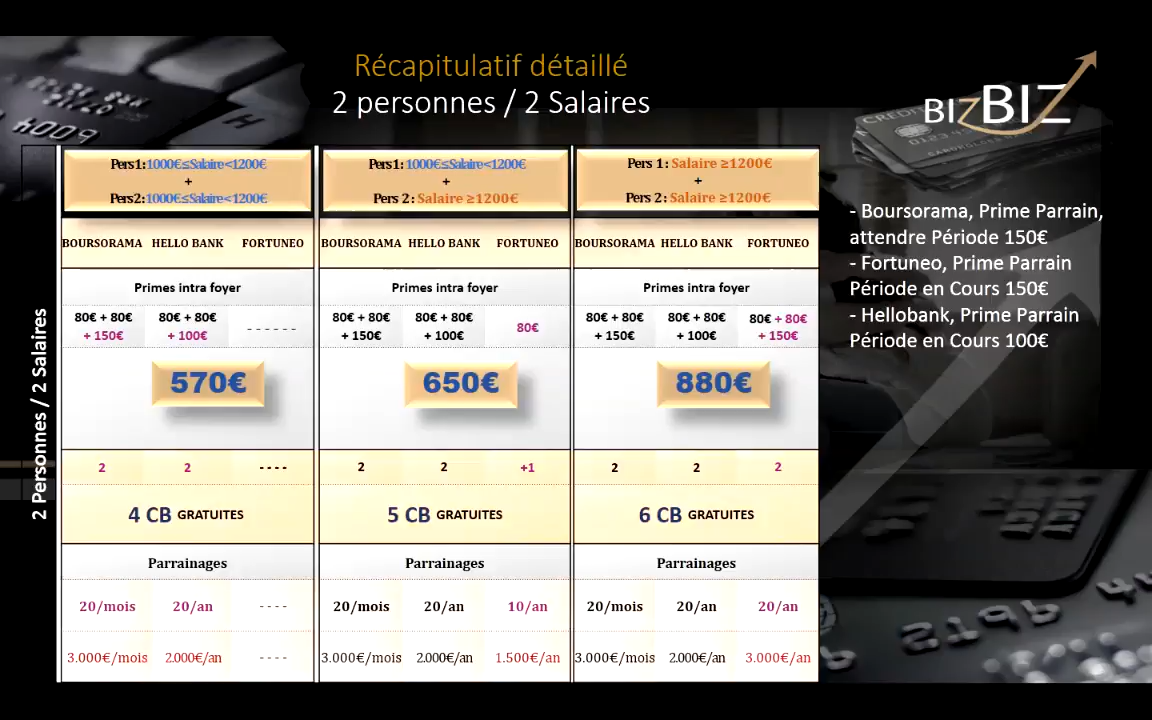 Récapitulatif détaillé
2 personnes / 2 Salaires
BIZBIZ
CREDIT
4009
2 Personnes / 2 Salaires
Pers1: 1000€≤Salaire<1200€
+
Pers2: 1000€≤Salaire<1200€
Pers1: 1000€≤Salaire<1200€
+
Pers 2: Salaire ≥1200€
Pers 1: Salaire ≥1200€
+
Pers 2: Salaire ≥1200€
BOURSORAMA HELLO BANK FORTUNEO BOURSORAMA HELLO BANK FORTUNEO BOURSORAMA HELLO BANK FORTUNEO
Primes intra foyer Primes intra foyer Primes intra foyer
80€ + 80€ + 150€
80€ + 80€ + 100€
- - - - - -
80€ + 80€ + 150€
80€ + 80€ + 100€
80€
80€ + 80€ + 150€
80€ + 80€ + 100€
80€ + 80€ + 150€
570€ 650€ 880€
2 2 - - - - 2 2 +1 2 2 2
4 CB GRATUITES 5 CB GRATUITES 6 CB GRATUITES
Parrainages Parrainages Parrainages
20/mois 20/an - - - - 20/mois 20/an 10/an 20/mois 20/an 20/an
3.000€/mois 2.000€/an - - - - 3.000€/mois 2.000€/an 1.500€/an 3.000€/mois 2.000€/an 3.000€/an
- Boursorama, Prime Parrain,
attendre Période 150€
- Fortuneo, Prime Parrain
Période en Cours 150€
- Hellobank, Prime Parrain
Période en Cours 100€